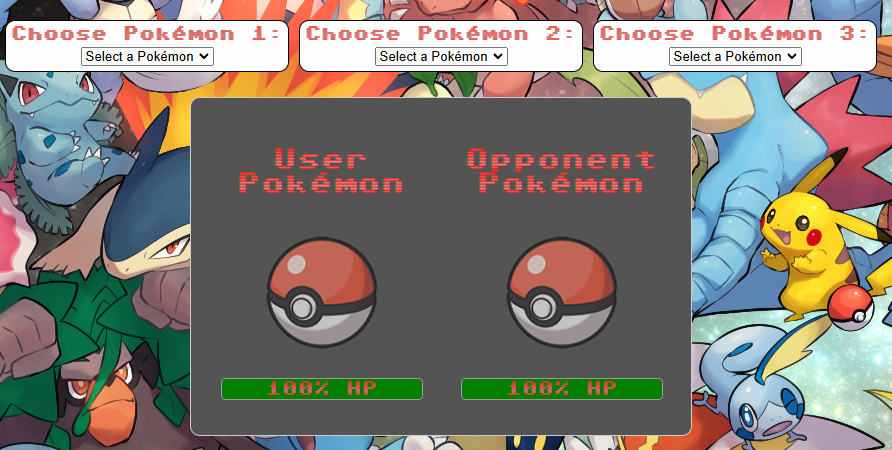 Choose Pokémon 1: Choose Pokémon 2: Choose Pokémon 3:
Select a Pokémon Select a Pokémon Select a Pokémon
User Opponent
Pokémon Pokémon
100% HP 100% HP